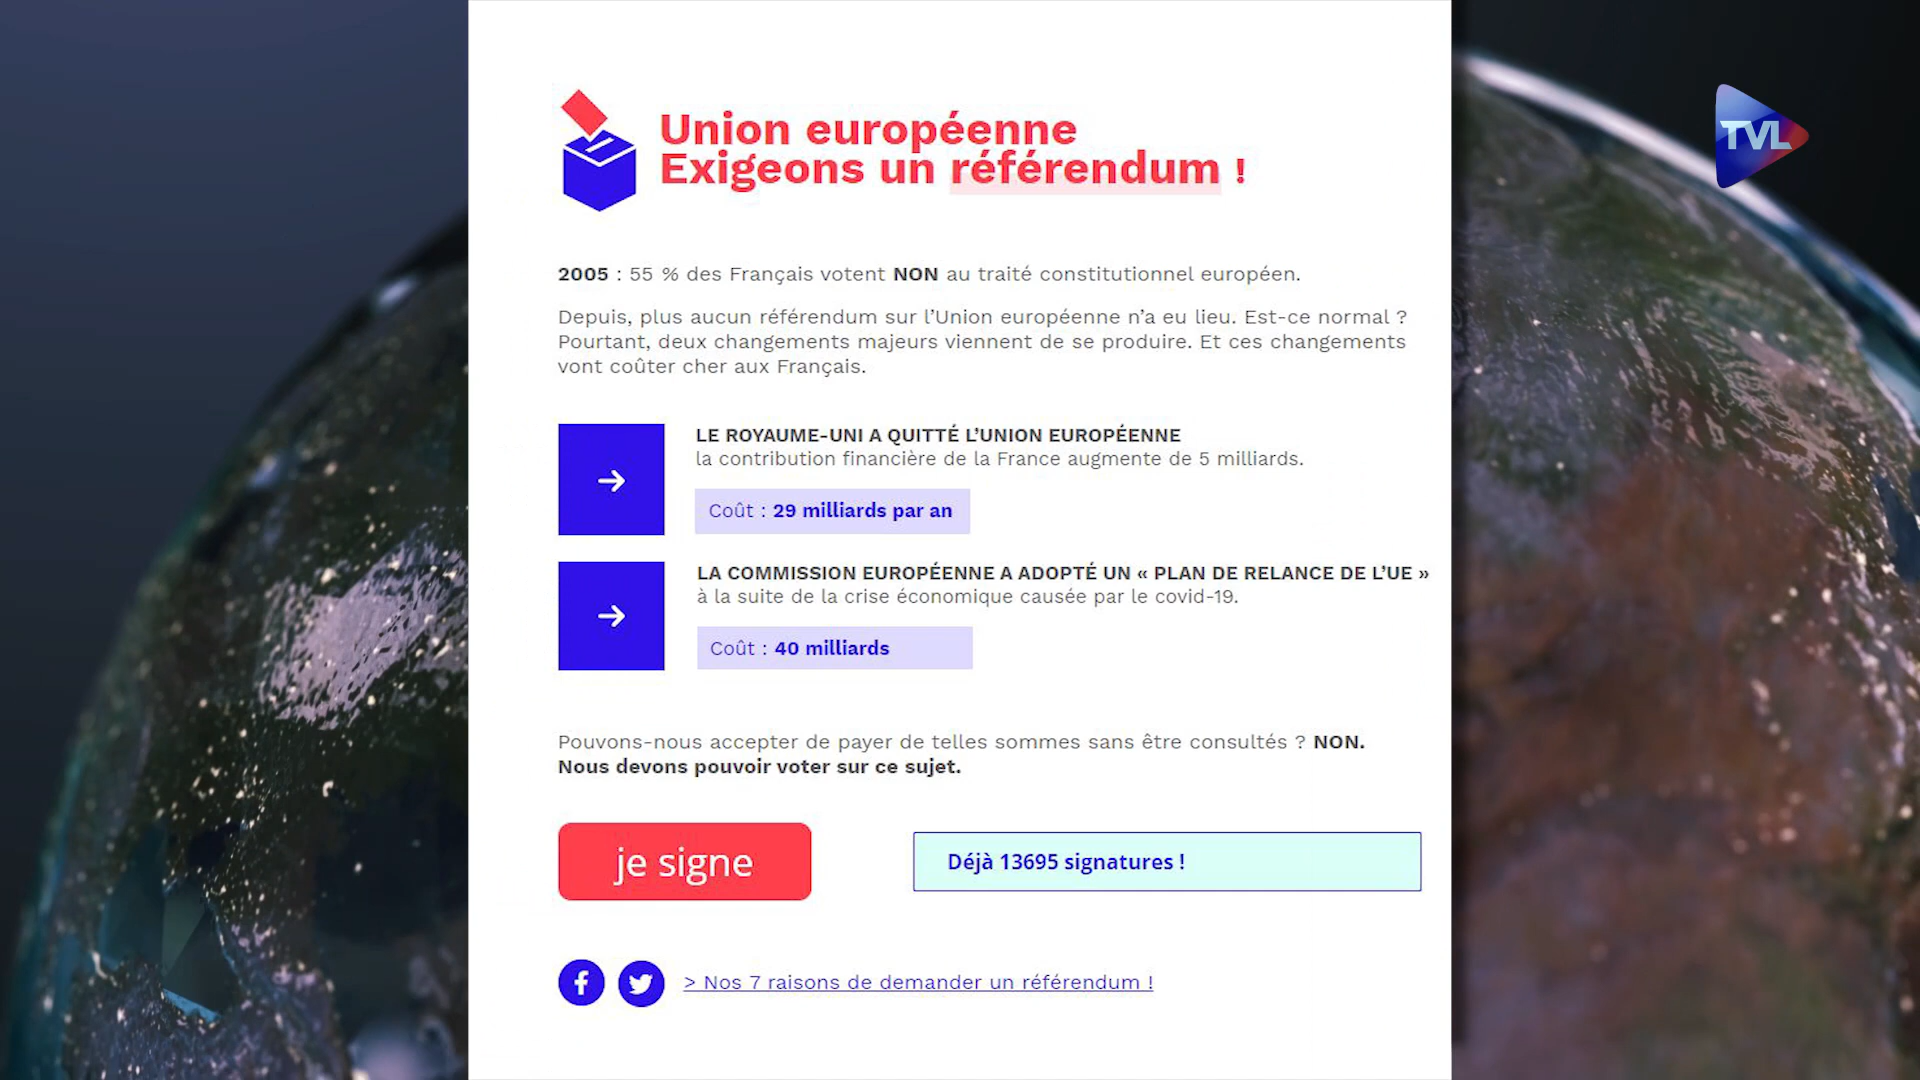 TVL
Union européenne
Exigeons un référendum !
2005 : 55 % des Français votent NON au traité constitutionnel européen.
Depuis, plus aucun référendum sur l’Union européenne n’a eu lieu. Est-ce normal ?
Pourtant, deux changements majeurs viennent de se produire. Et ces changements
vont coûter cher aux Français.
LE ROYAUME-UNI A QUITTÉ L’UNION EUROPÉENNE
la contribution financière de la France augmente de 5 milliards.
Coût : 29 milliards par an
LA COMMISSION EUROPÉENNE A ADOPTÉ UN « PLAN DE RELANCE DE L’UE »
à la suite de la crise économique causée par le covid-19.
Coût : 40 milliards
Pouvons-nous accepter de payer de telles sommes sans être consultés ? NON.
Nous devons pouvoir voter sur ce sujet.
je signe
Déjà 13695 signatures !
> Nos 7 raisons de demander un référendum !